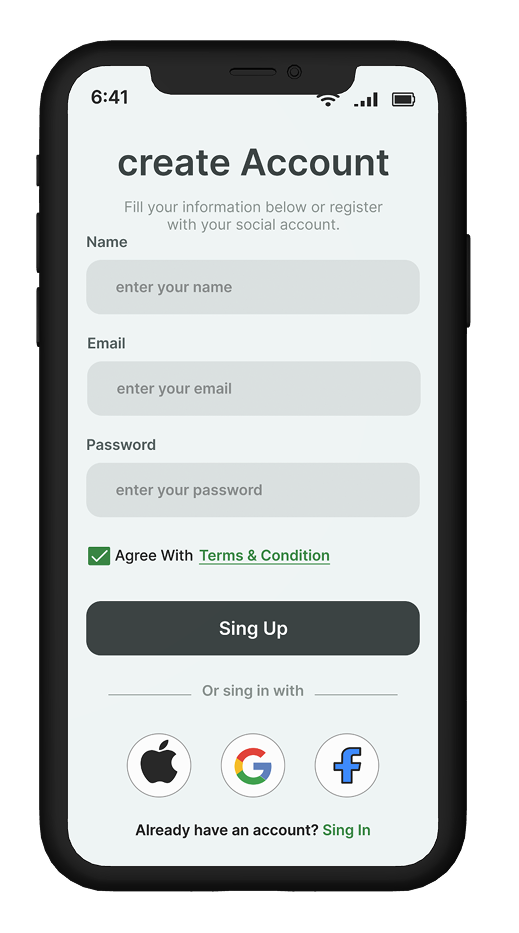 6:41
create Account
Fill your information below or register
with your social account.
Name
enter your name
Email
enter your email
Password
enter your password
Agree With Terms & Condition
Sing Up
Or sing in with
Already have an account? Sing In